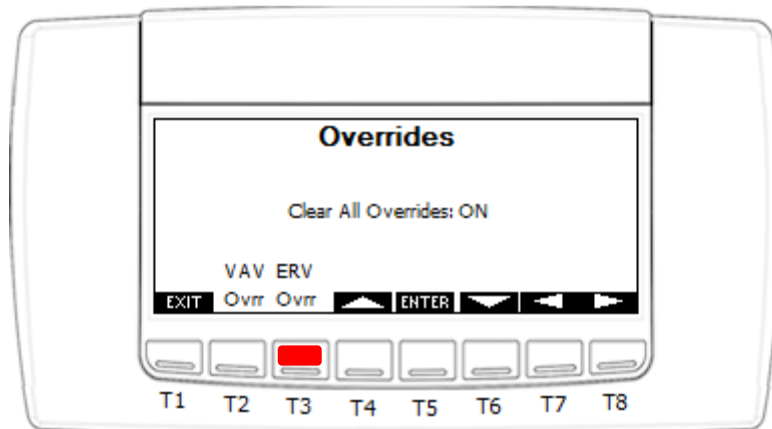 Overrides
Clear All Overrides: ON
VAV ERV
EXIT Ovrr Ovrr ENTER
T1 T2 T3 T4 T5 T6 T7 T8